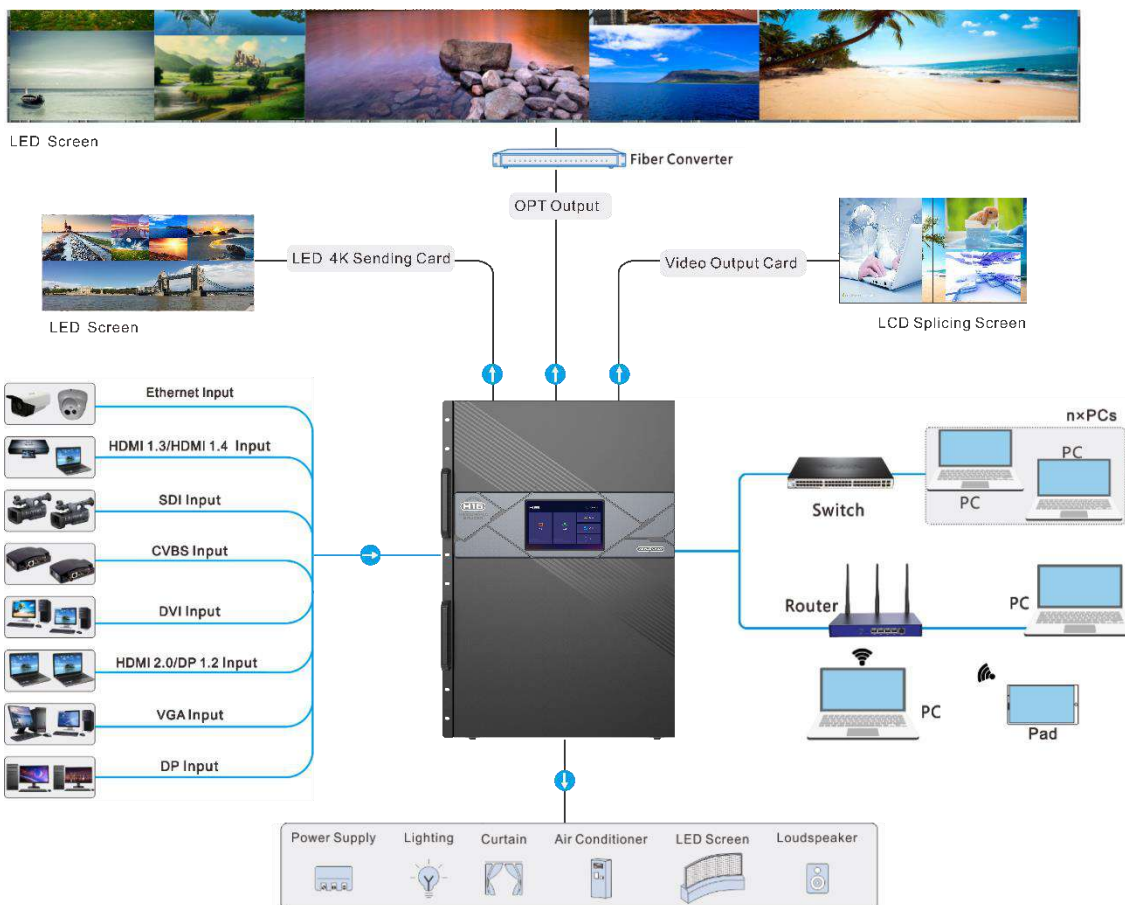 LED Screen
Fiber Converter
OPT Output
LED 4K Sending Card
Video Output Card
LED Screen
LCD Splicing Screen
Ethernet Input
HDMI 1.3/HDMI 1.4 Input
SDI Input
CVBS Input
DVI Input
HDMI 2.0/DP 1.2 Input
VGA Input
DP Input
H15
n×PCs
PC
PC
Switch
Router
PC
PC
Pad
Power Supply
Lighting
Curtain
Air Conditioner
LED Screen
Loudspeaker